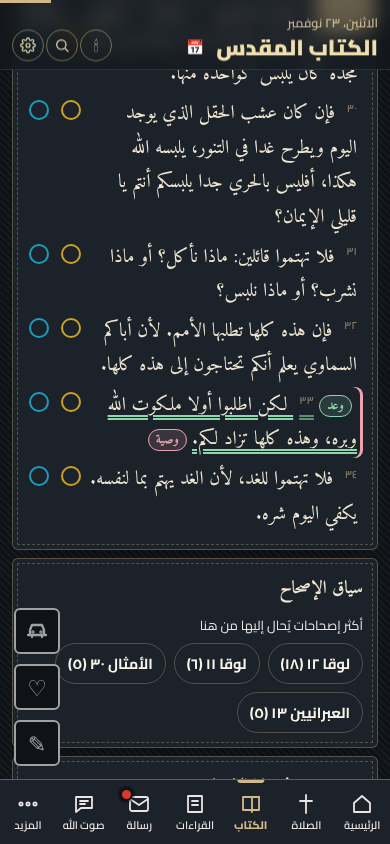 الاثنين، ٢٣ نوفمبر
الكتاب المقدس
مجده كان يلبس كواحدة منها.
٣٠ فإن كان عشب الحقل الذي يوجد
اليوم ويطرح غدا في التنور، يلبسه الله
هكذا، أفليس بالحري جدا يلبسكم أنتم يا
قليلي الإيمان؟
٣١ فلا تهتموا قائلين: ماذا نأكل؟ أو ماذا
نشرب؟ أو ماذا نلبس؟
٣٢ فإن هذه كلها تطلبها الأمم. لأن أباكم
السماوي يعلم أنكم تحتاجون إلى هذه كلها.
وعد ٣٣ لكن اطلبوا أولا ملكوت الله
وبره، وهذه كلها تزاد لكم. وصية
٣٤ فلا تهتموا للغد، لأن الغد يهتم بما لنفسه.
يكفي اليوم شره.
سياق الإصحاح
أكثر إصحاحات يُحال إليها من هنا
لوقا ١٢ (١٨)
لوقا ١١ (٦)
الأمثال ٣٠ (٥)
العبرانيين ١٣ (٥)
الرئيسية
الصلاة
الكتاب
القراءات
رسالة
صوت الله
المزيد